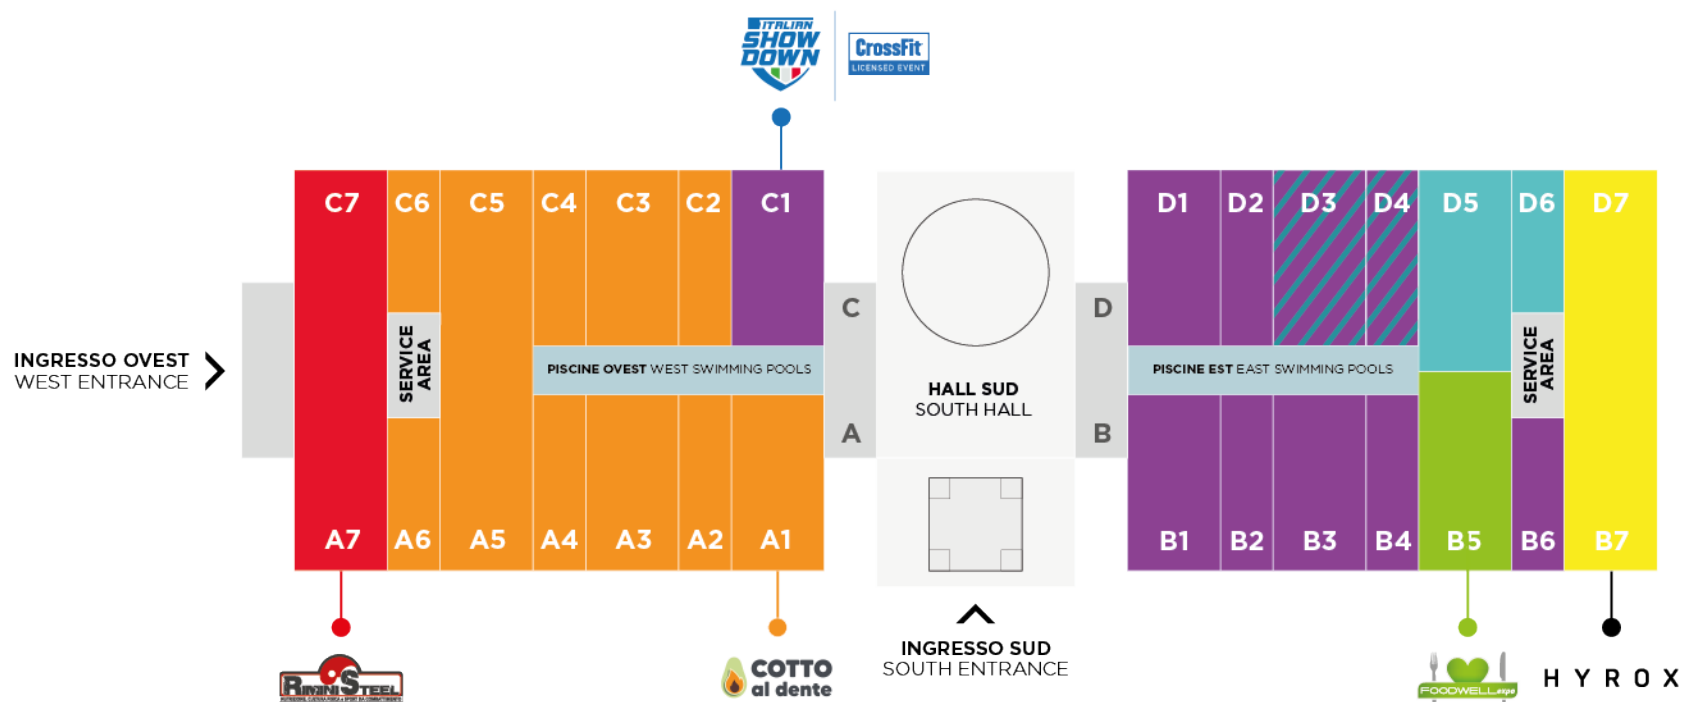 ITALIAN
SHOW
DOWN
CrossFit
LICENSED EVENT
C7 C6 C5 C4 C3 C2 C1
D1 D2 D3 D4 D5 D6 D7
C
D
INGRESSO OVEST
WEST ENTRANCE
SERVICE
AREA
PISCINE OVEST WEST SWIMMING POOLS
HALL SUD
SOUTH HALL
PISCINE EST EAST SWIMMING POOLS
SERVICE
AREA
A
B
A7 A6 A5 A4 A3 A2 A1
B1 B2 B3 B4 B5 B6 B7
INGRESSO SUD
SOUTH ENTRANCE
RIMINI STEEL
COTTO
al dente
FOODWELL expo
HYROX